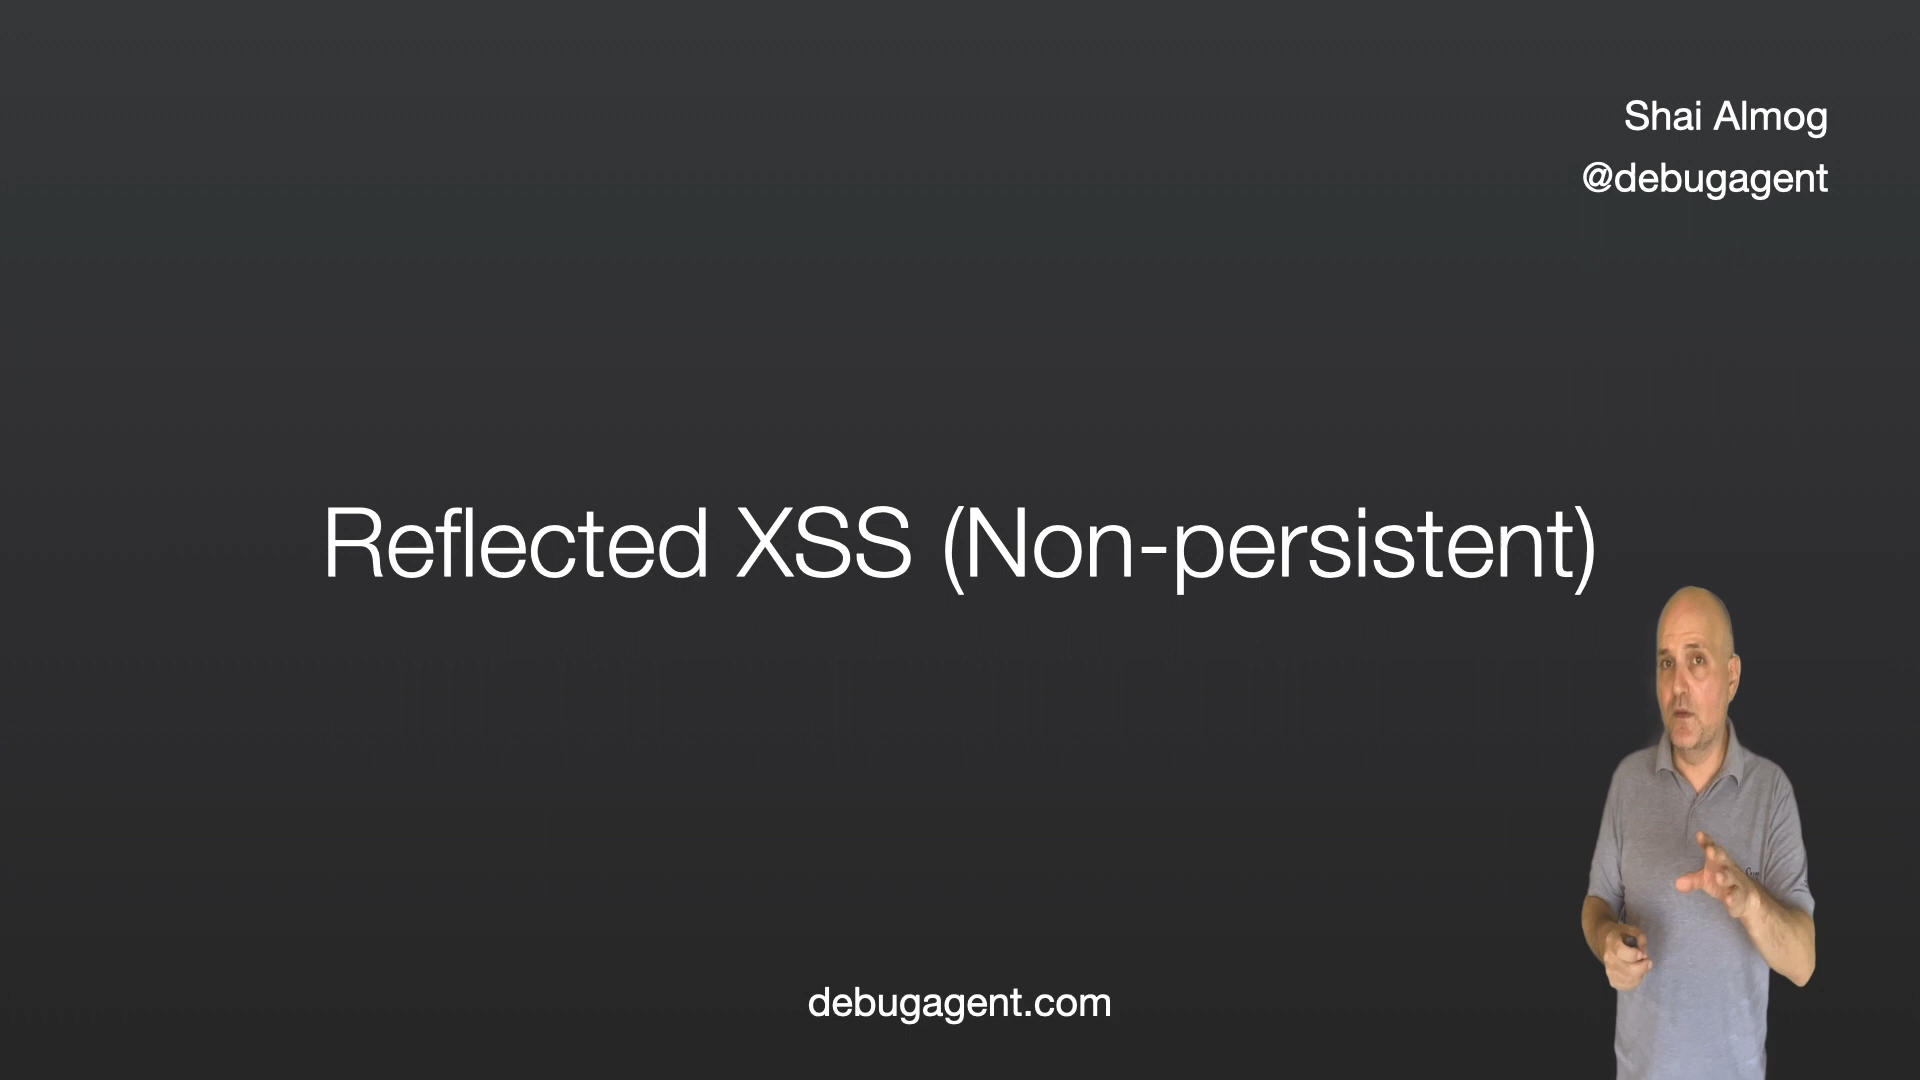 Shai Almog
@debugagent
Reflected XSS (Non-persistent)
debugagent.com